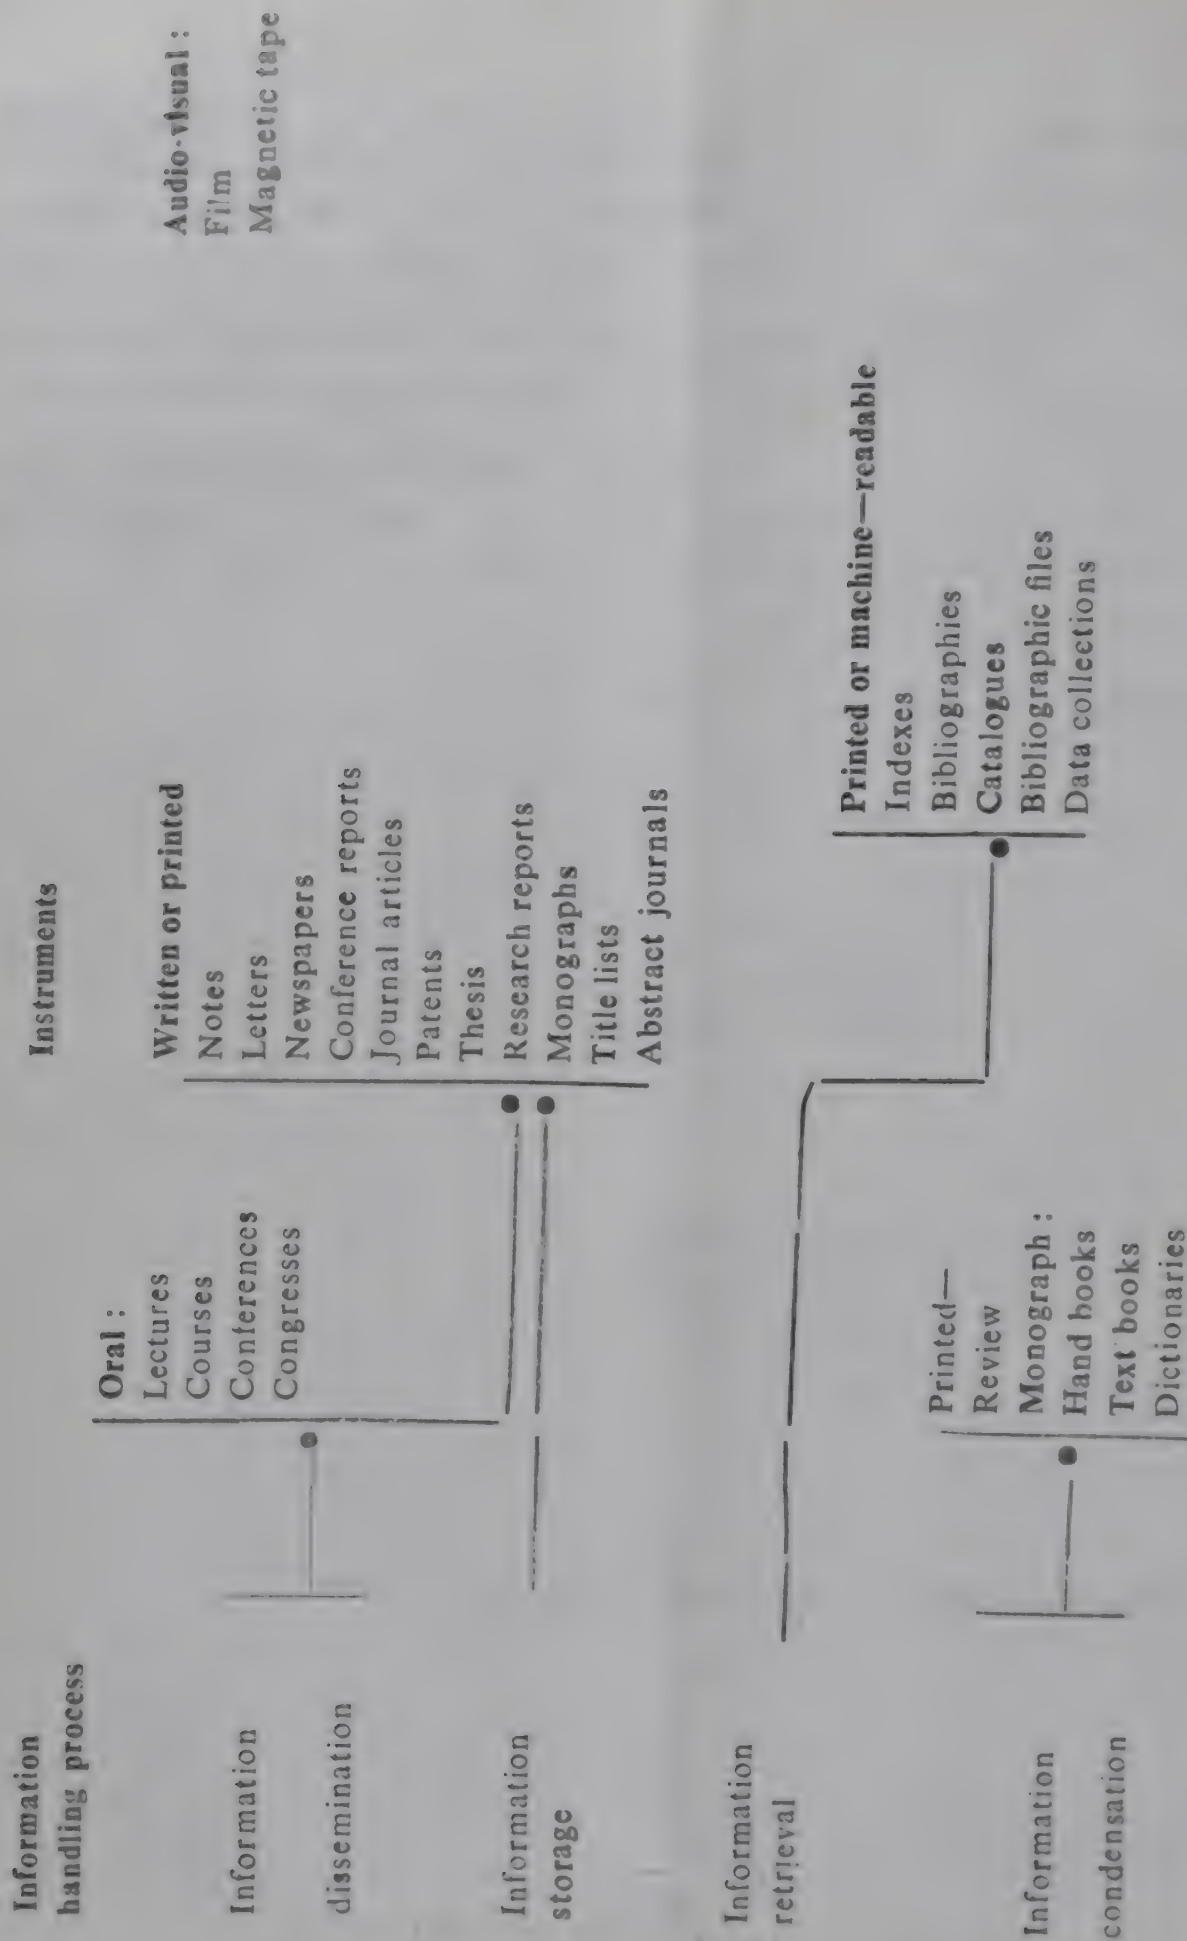 Information
handling process
Instruments
Information
dissemination
Oral :
Lectures
Courses
Conferences
Congresses
Written or printed
Notes
Letters
Newspapers
Conference reports
Journal articles
Patents
Thesis
Research reports
Monographs
Title lists
Abstract journals
Audio-visual :
Film
Magnetic tape
Information
storage
Information
retrieval
Printed or machine—readable
Indexes
Bibliographies
Catalogues
Bibliographic files
Data collections
Information
condensation
Printed—
Review
Monograph :
Hand books
Text books
Dictionaries